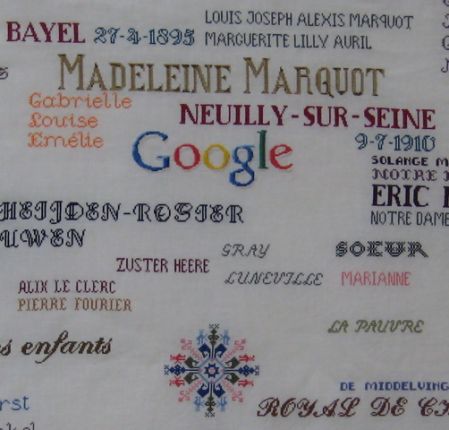 LOUIS JOSEPH ALEXIS MARQUOT
BAYEL 27-4-1895 MARGUERITE LILLY AURIL
MADELEINE MARQUOT
Gabrielle
Louise
Emélie
NEUILLY-SUR-SEINE
9-7-1910
Google
SOLANGE M
NOTRE
ERIC
NOTRE DAME
HEIJDEN-ROGIER
UWEN
GRAY
SOEUR
ZUSTER HEERE
LUNEVILLE
MARIANNE
ALIX LE CLERC
PIERRE FOURIER
LA PAUVRE
s enfants
DE MIDDELVING
rst
ROYAL DE C